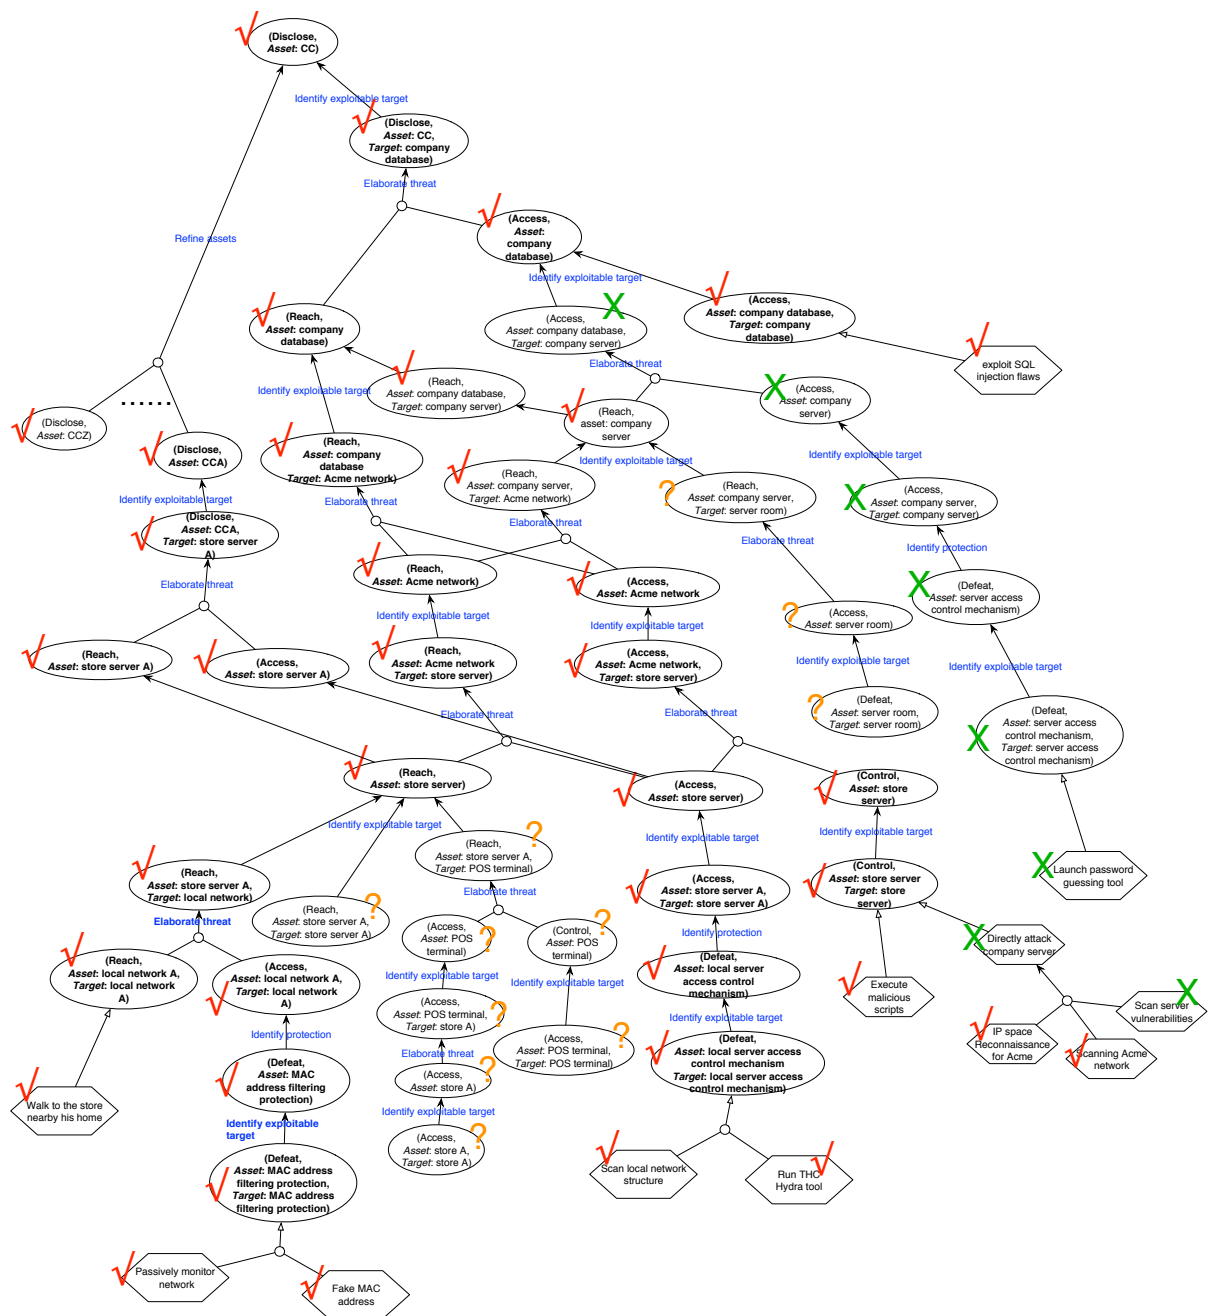 (Disclose,
Asset: CC)
Identify exploitable target
(Disclose,
Asset: CC,
Target: company
database)
Elaborate threat
Refine assets
(Access,
Asset:
company
database)
Identify exploitable target
(Reach,
Asset: company
database)
(Access,
Asset: company database,
Target: company server)
(Access,
Asset: company database,
Target: company
database)
exploit SQL
injection flaws
Elaborate threat
Identify exploitable target
(Reach,
Asset: company database,
Target: company server)
(Access,
Asset: company
server)
......
(Disclose,
Asset: CCZ)
(Disclose,
Asset: CCA)
(Reach,
asset: company
server
(Reach,
Asset: company
database
Target: Acme network)
Identify exploitable target
Identify exploitable target
(Reach,
Asset: company server,
Target: Acme network)
(Reach,
Asset: company server,
Target: server room)
(Access,
Asset: company server,
Target: company server)
Identify exploitable target
Elaborate threat
Elaborate threat
Elaborate threat
Identify protection
(Disclose,
Asset: CCA,
Target: store server
A)
Elaborate threat
(Reach,
Asset: Acme network)
(Access,
Asset: Acme network
(Defeat,
Asset: server access
control mechanism)
Identify exploitable target
Identify exploitable target
(Access,
Asset: server room)
(Reach,
Asset: store server A)
(Access,
Asset: store server A)
(Reach,
Asset: Acme network
Target: store server)
(Access,
Asset: Acme network,
Target: store server)
Identify exploitable target
Identify exploitable target
(Defeat,
Asset: server room,
Target: server room)
(Defeat,
Asset: server access
control mechanism,
Target: server access
control mechanism)
Elaborate threat
Elaborate threat
(Reach,
Asset: store server)
(Access,
Asset: store server)
(Control,
Asset: store
server)
Identify exploitable target
Identify exploitable target
Identify exploitable target
(Reach,
Asset: store server A,
Target: POS terminal)
Launch password
guessing tool
(Reach,
Asset: store server A,
Target: local network)
(Reach,
Asset: store server A,
Target: store server A)
Elaborate threat
(Access,
Asset: store server A,
Target: store server A)
(Control,
Asset: store server
Target: store
server)
Elaborate threat
(Access,
Asset: POS
terminal)
(Control,
Asset: POS
terminal)
Identify protection
Directly attack
company server
(Reach,
Asset: local network A,
Target: local network
A)
(Access,
Asset: local network A,
Target: local network
A)
Identify exploitable target
Identify exploitable target
(Defeat,
Asset: local server
access control
mechanism)
Execute
malicious
scripts
Scan server
vulnerabilities
(Access,
Asset: POS terminal,
Target: store A)
Identify exploitable target
Identify protection
Elaborate threat
(Access,
Asset: POS terminal,
Target: POS terminal)
(Defeat,
Asset: local server access
control mechanism
Target: local server access
control mechanism)
IP space
Reconnaissance
for Acme
Scanning Acme
network
(Defeat,
Asset: MAC
address filtering
protection)
(Access,
Asset: store A)
Walk to the store
nearby his home
Identify exploitable
target
Identify exploitable target
(Access,
Asset: store A,
Target: store A)
Scan local network
structure
Run THC
Hydra tool
(Defeat,
Asset: MAC address
filtering protection,
Target: MAC address
filtering protection)
Passively monitor
network
Fake MAC
address